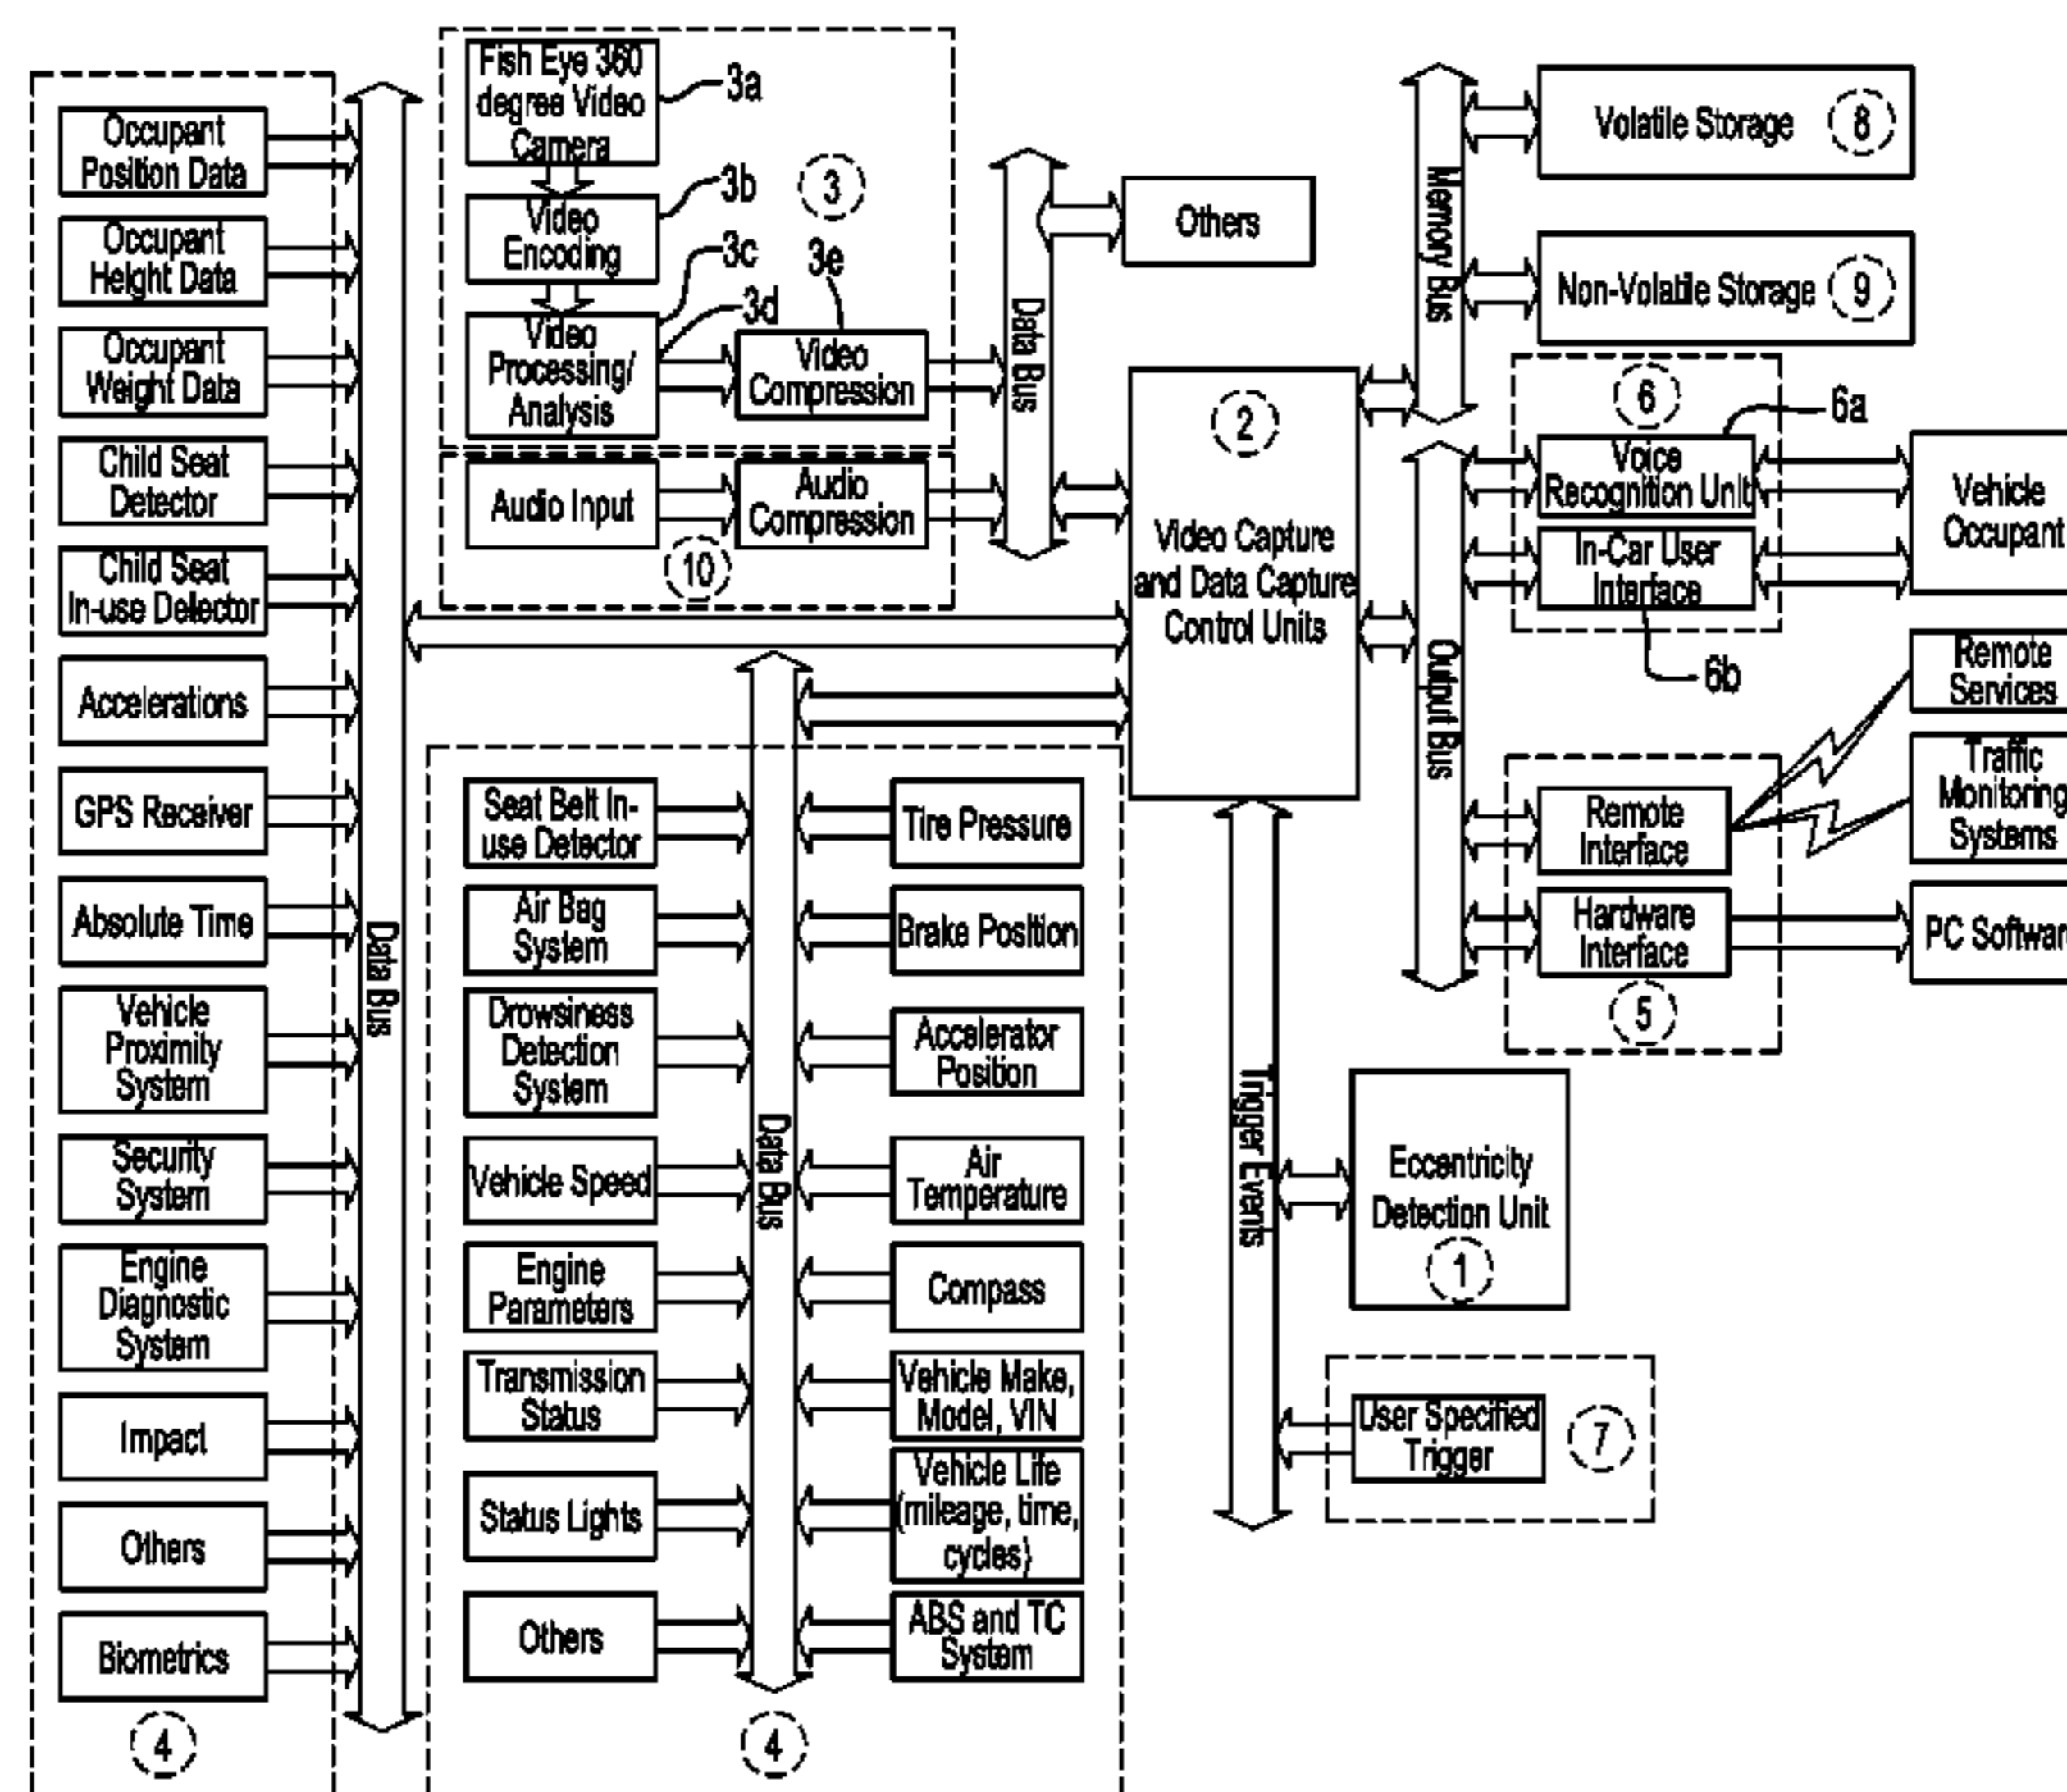 Occupant
Position Data
Occupant
Height Data
Occupant
Weight Data
Child Seat
Detector
Child Seat
In-use Detector
Accelerations
GPS Receiver
Absolute Time
Vehicle
Proximity
System
Security
System
Engine
Diagnostic
System
Impact
Others
Biometrics
4
Data Bus
Fish Eye 360
degree Video
Camera
3a
Video
Encoding
3b
3
Video
Processing/
Analysis
3c
3d
3e
Video
Compression
Audio Input
Audio
Compression
10
Data Bus
Others
2
Video Capture
and Data Capture
Control Units
Seat Belt In-
use Detector
Air Bag
System
Drowsiness
Detection
System
Vehicle Speed
Engine
Parameters
Transmission
Status
Status Lights
Others
Data Bus
4
Tire Pressure
Brake Position
Accelerator
Position
Air
Temperature
Compass
Vehicle Make,
Model, VIN
Vehicle Life
(mileage, time,
cycles)
ABS and TC
System
Memory Bus
Volatile Storage
8
Non-Volatile Storage
9
Output Bus
6
6a
Voice
Recognition Unit
In-Car User
Interface
6b
Vehicle
Occupant
Remote
Services
Traffic
Monitoring
Systems
Remote
Interface
Hardware
Interface
5
PC Softwar
Trigger Events
Eccentricity
Detection Unit
1
User Specified
Trigger
7